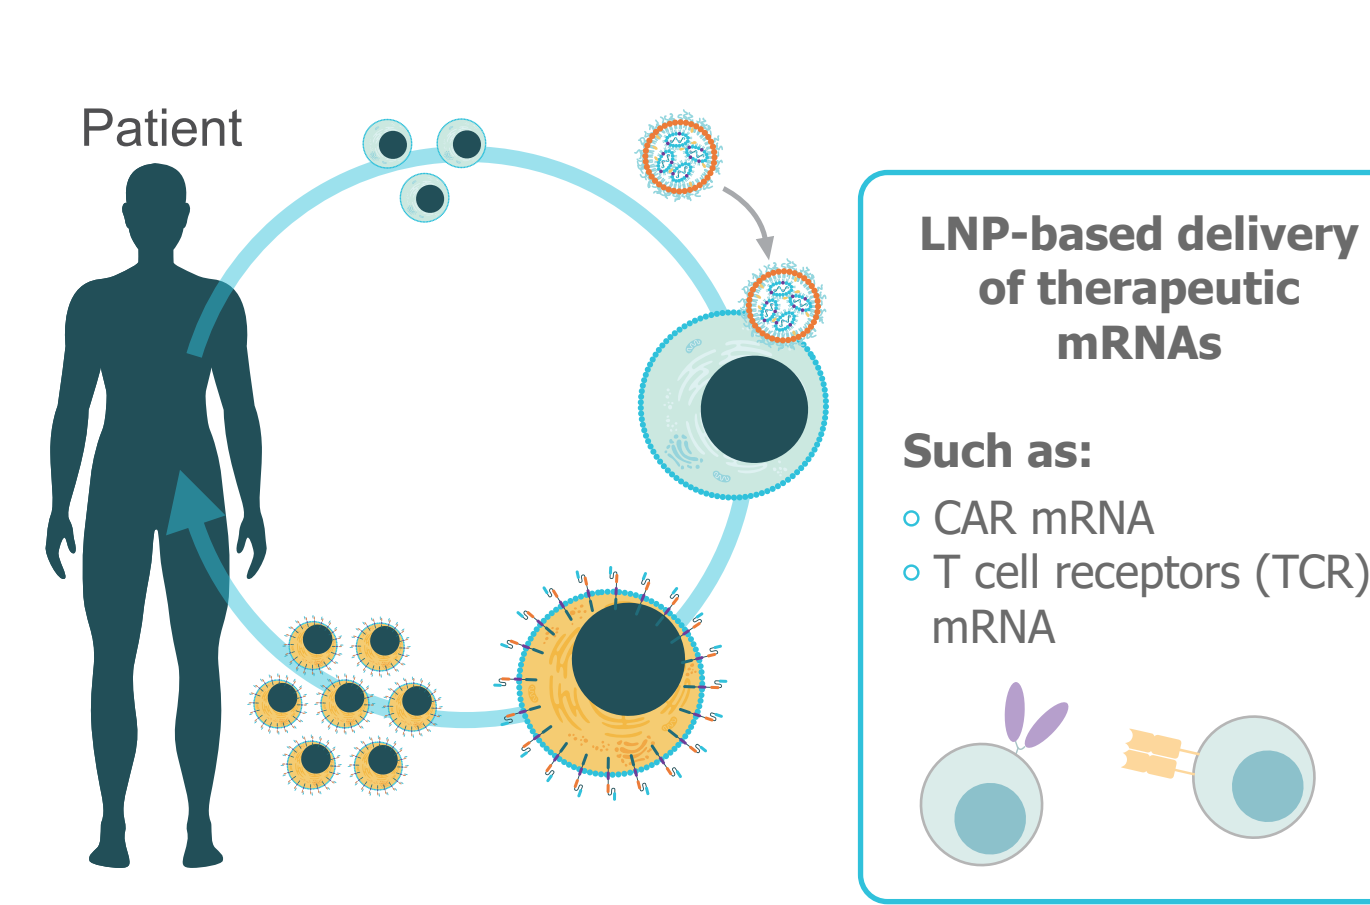 Patient
LNP-based delivery
of therapeutic
mRNAs
Such as:
CAR mRNA
T cell receptors (TCR)
mRNA